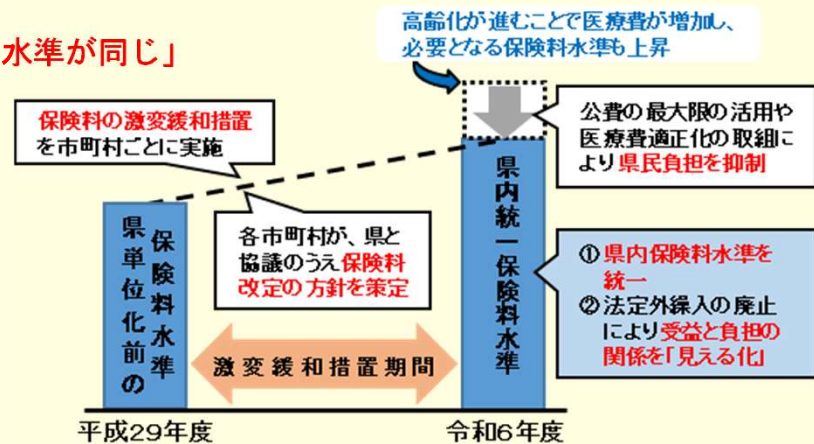 水準が同じ」
高齢化が進むことで医療費が増加し、
必要となる保険料水準も上昇
保険料の激変緩和措置
を市町村ごとに実施
公費の最大限の活用や
医療費適正化の取組に
より県民負担を抑制
各市町村が、県と
協議のうえ保険料
改定の方針を策定
県単位化前の
保険料水準
県内統一保険料水準
①県内保険料水準を
統一
②法定外繰入の廃止
により受益と負担の
関係を「見える化」
激変緩和措置期間
平成29年度
令和6年度